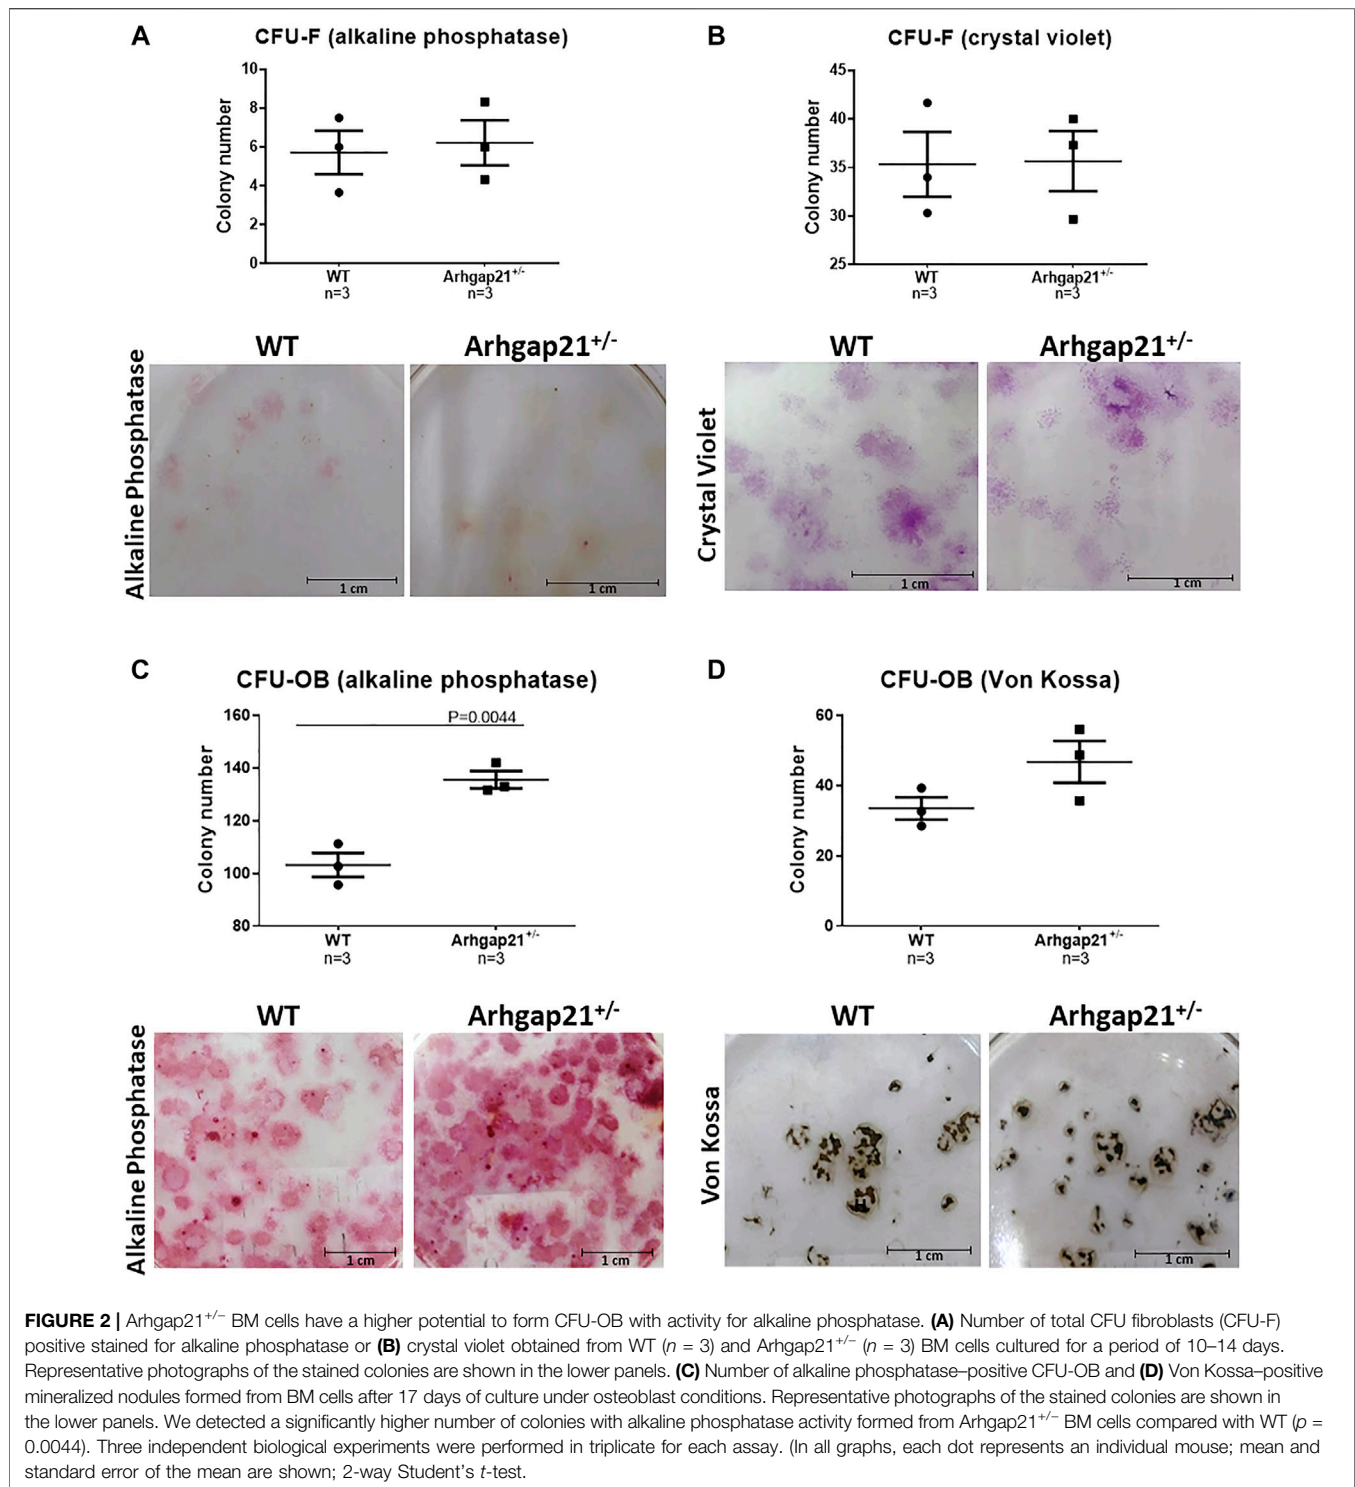 A
CFU-F (alkaline phosphatase)
Colony number
10
8
6
4
2
0
WT
n=3
Arhgap21+/-
n=3
B
CFU-F (crystal violet)
Colony number
45
40
35
30
25
WT
n=3
Arhgap21+/-
n=3
WT
Arhgap21+/-
Alkaline Phosphatase
1 cm
1 cm
WT
Arhgap21+/-
Crystal Violet
1 cm
1 cm
C
CFU-OB (alkaline phosphatase)
P=0.0044
Colony number
160
140
120
100
80
WT
n=3
Arhgap21+/-
n=3
D
CFU-OB (Von Kossa)
Colony number
60
40
20
0
WT
n=3
Arhgap21+/-
n=3
WT
Arhgap21+/-
Alkaline Phosphatase
1 cm
1 cm
WT
Arhgap21+/-
Von Kossa
1 cm
1 cm
FIGURE 2 | Arhgap21+/− BM cells have a higher potential to form CFU-OB with activity for alkaline phosphatase. (A) Number of total CFU fibroblasts (CFU-F)
positive stained for alkaline phosphatase or (B) crystal violet obtained from WT (n = 3) and Arhgap21+/− (n = 3) BM cells cultured for a period of 10–14 days.
Representative photographs of the stained colonies are shown in the lower panels. (C) Number of alkaline phosphatase–positive CFU-OB and (D) Von Kossa–positive
mineralized nodules formed from BM cells after 17 days of culture under osteoblast conditions. Representative photographs of the stained colonies are shown in
the lower panels. We detected a significantly higher number of colonies with alkaline phosphatase activity formed from Arhgap21+/− BM cells compared with WT (p =
0.0044). Three independent biological experiments were performed in triplicate for each assay. (In all graphs, each dot represents an individual mouse; mean and
standard error of the mean are shown; 2-way Student's t-test.